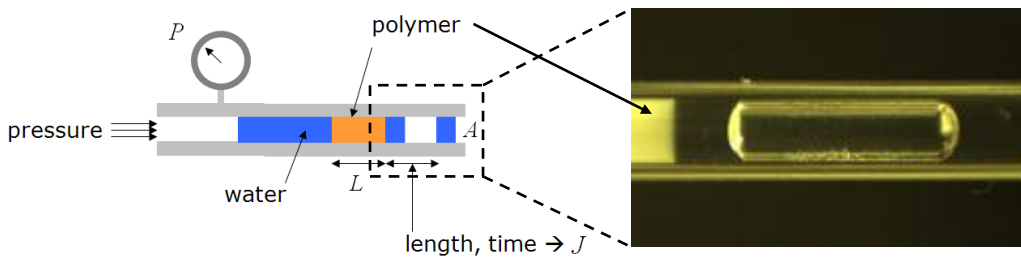 P
polymer
pressure
A
water
L
length, time → J